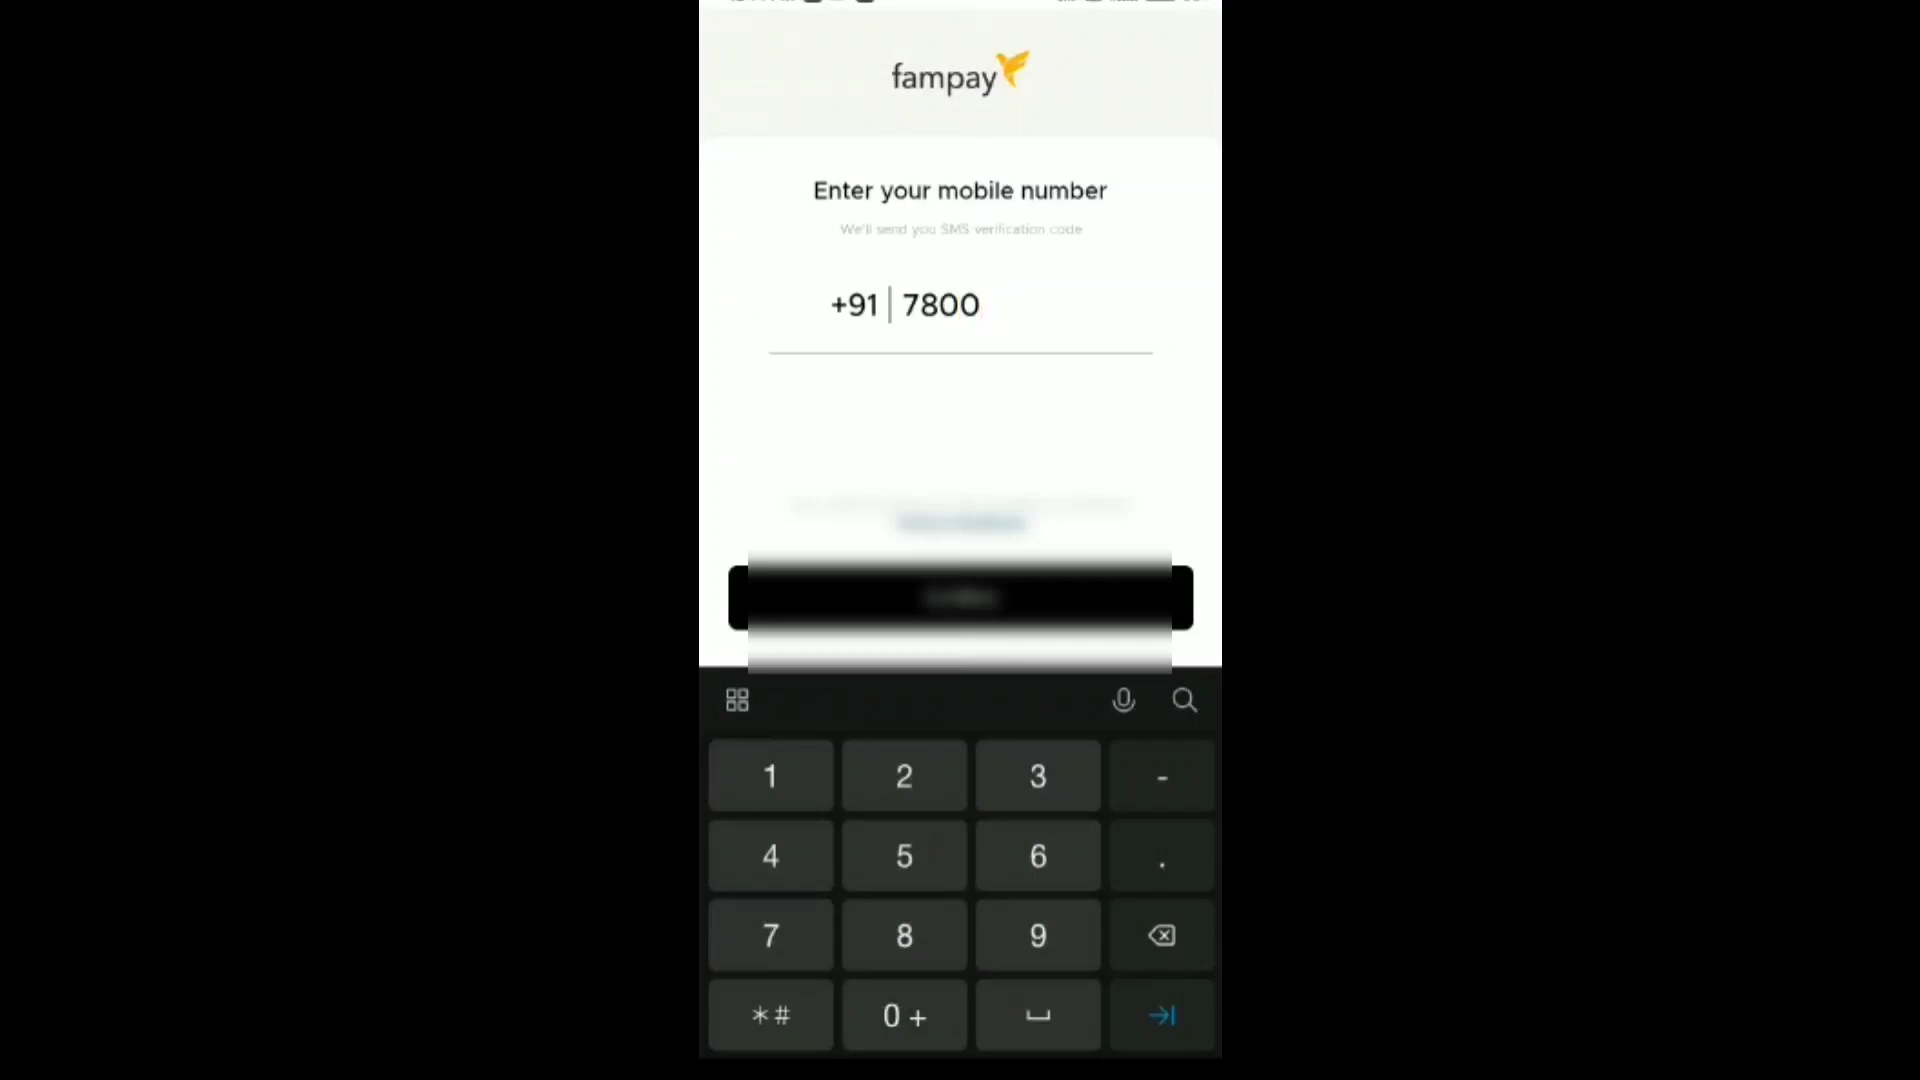 fampay
Enter your mobile number
We'll send you SMS verification code
+91 7800
1 2 3 -
4 5 6 .
7 8 9
*# 0 +